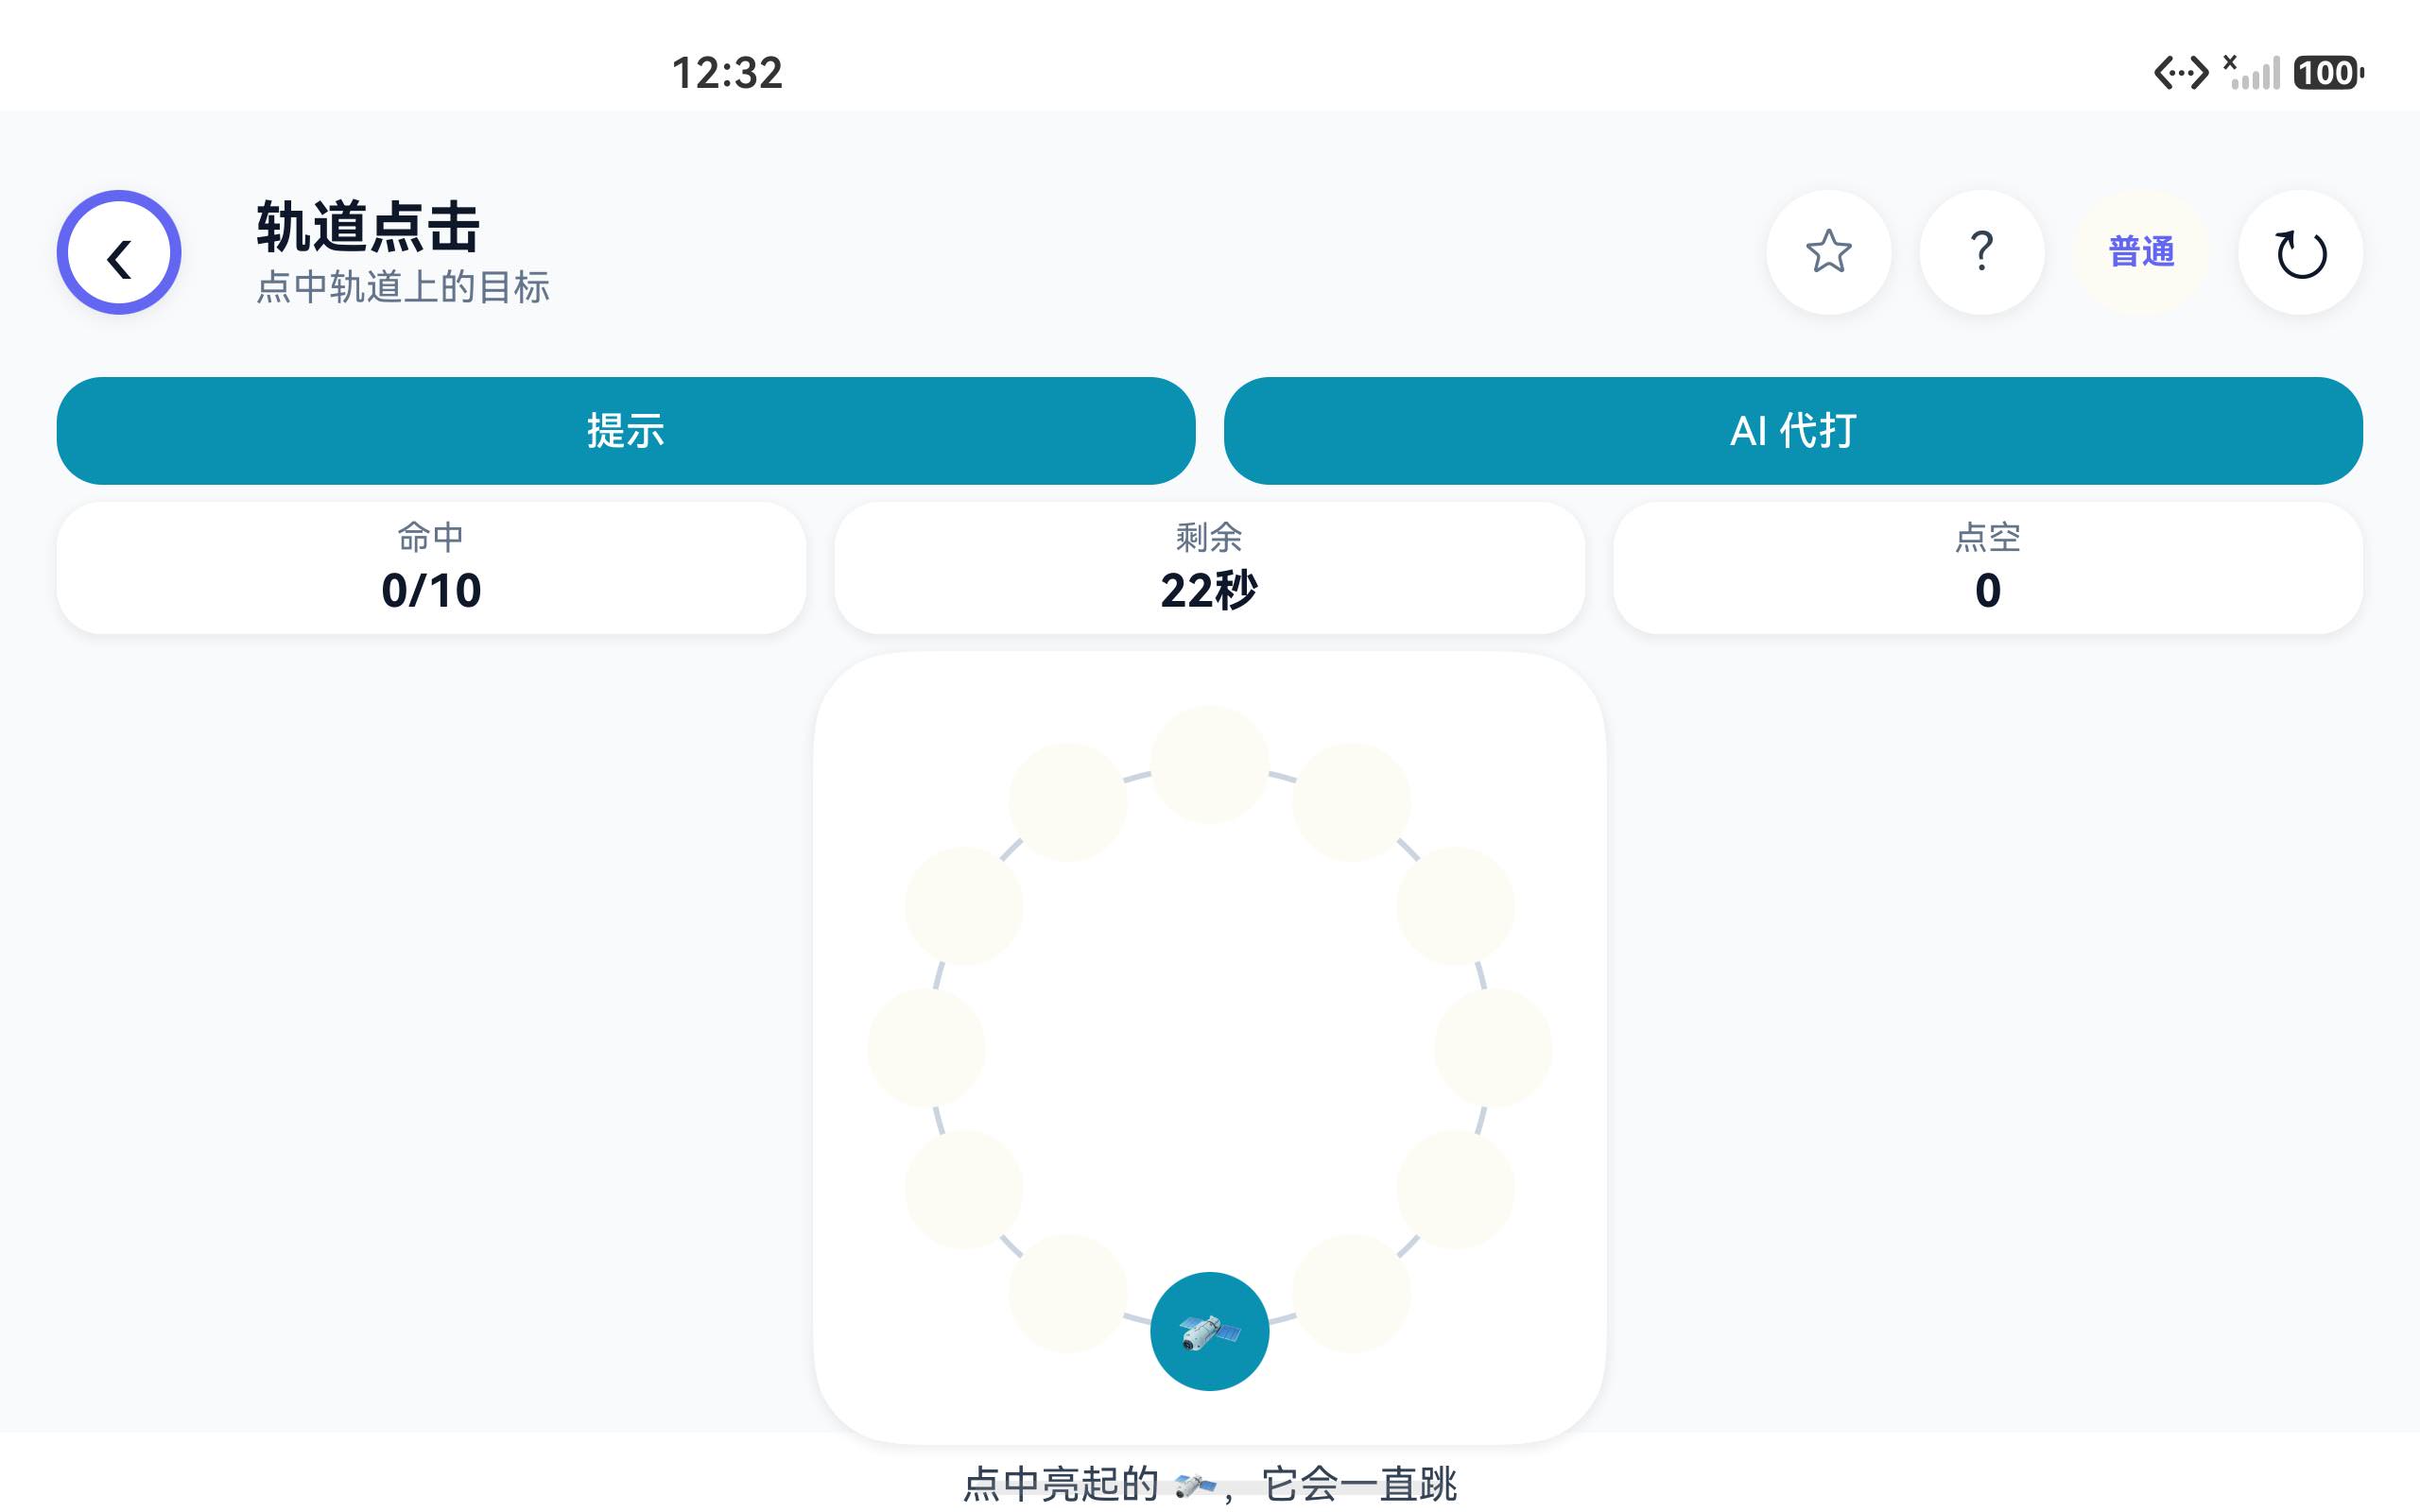 12:32
100
轨道点击
点中轨道上的目标
?
普通
提示
AI 代打
命中
0/10
剩余
22秒
点空
0
点中亮起的 🛰️，它会一直跳